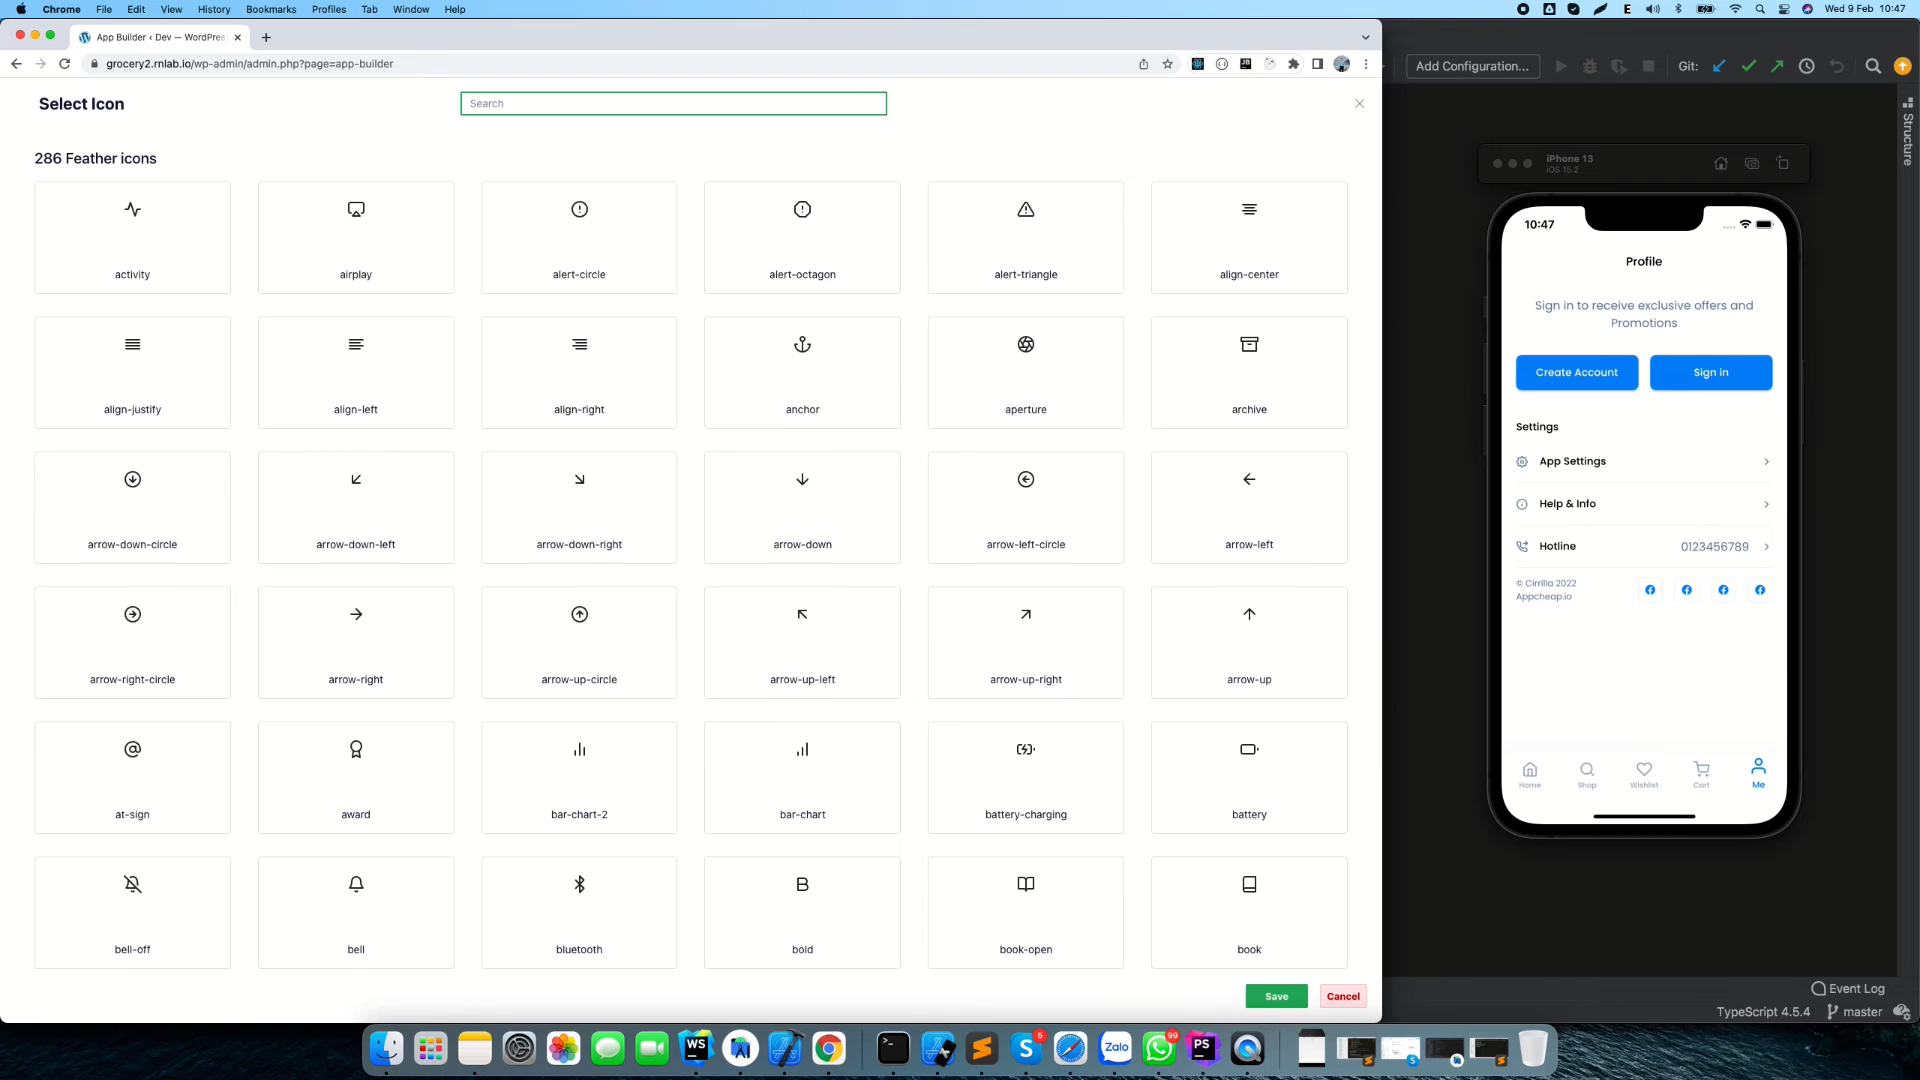 Chrome File Edit View History Bookmarks Profiles Tab Window Help
E
Wed 9 Feb 10:47
App Builder ‹ Dev — WordPres
grocery2.rnlab.io/wp-admin/admin.php?page=app-builder
Add Configuration...
Git:
Structure
Select Icon
Search
286 Feather icons
activity
airplay
alert-circle
alert-octagon
alert-triangle
align-center
align-justify
align-left
align-right
anchor
aperture
archive
arrow-down-circle
arrow-down-left
arrow-down-right
arrow-down
arrow-left-circle
arrow-left
arrow-right-circle
arrow-right
arrow-up-circle
arrow-up-left
arrow-up-right
arrow-up
at-sign
award
bar-chart-2
bar-chart
battery-charging
battery
bell-off
bell
bluetooth
bold
book-open
book
Save
Cancel
iPhone 13
iOS 15.2
10:47
Profile
Sign in to receive exclusive offers and
Promotions
Create Account
Sign in
Settings
App Settings
Help & Info
Hotline
0123456789
© Cirrilla 2022
Appcheap.io
Home
Shop
Wishlist
Cart
Me
Event Log
TypeScript 4.5.4
master
WS
5
Zalo
99
PS